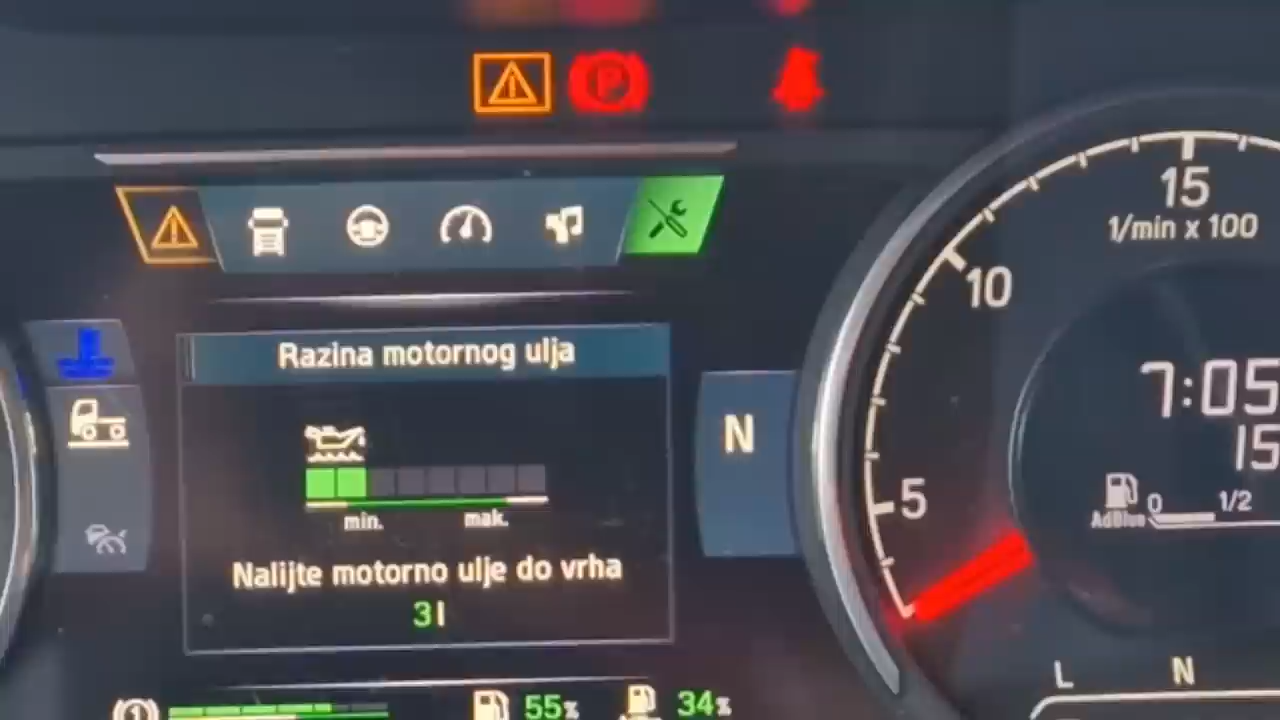 P
15
1/min x 100
10
Razina motornog ulja
7:05
15
N
min. mak.
5
AdBlue 0 1/2
Nalijte motorno ulje do vrha
3 l
L N
1 55% 34%